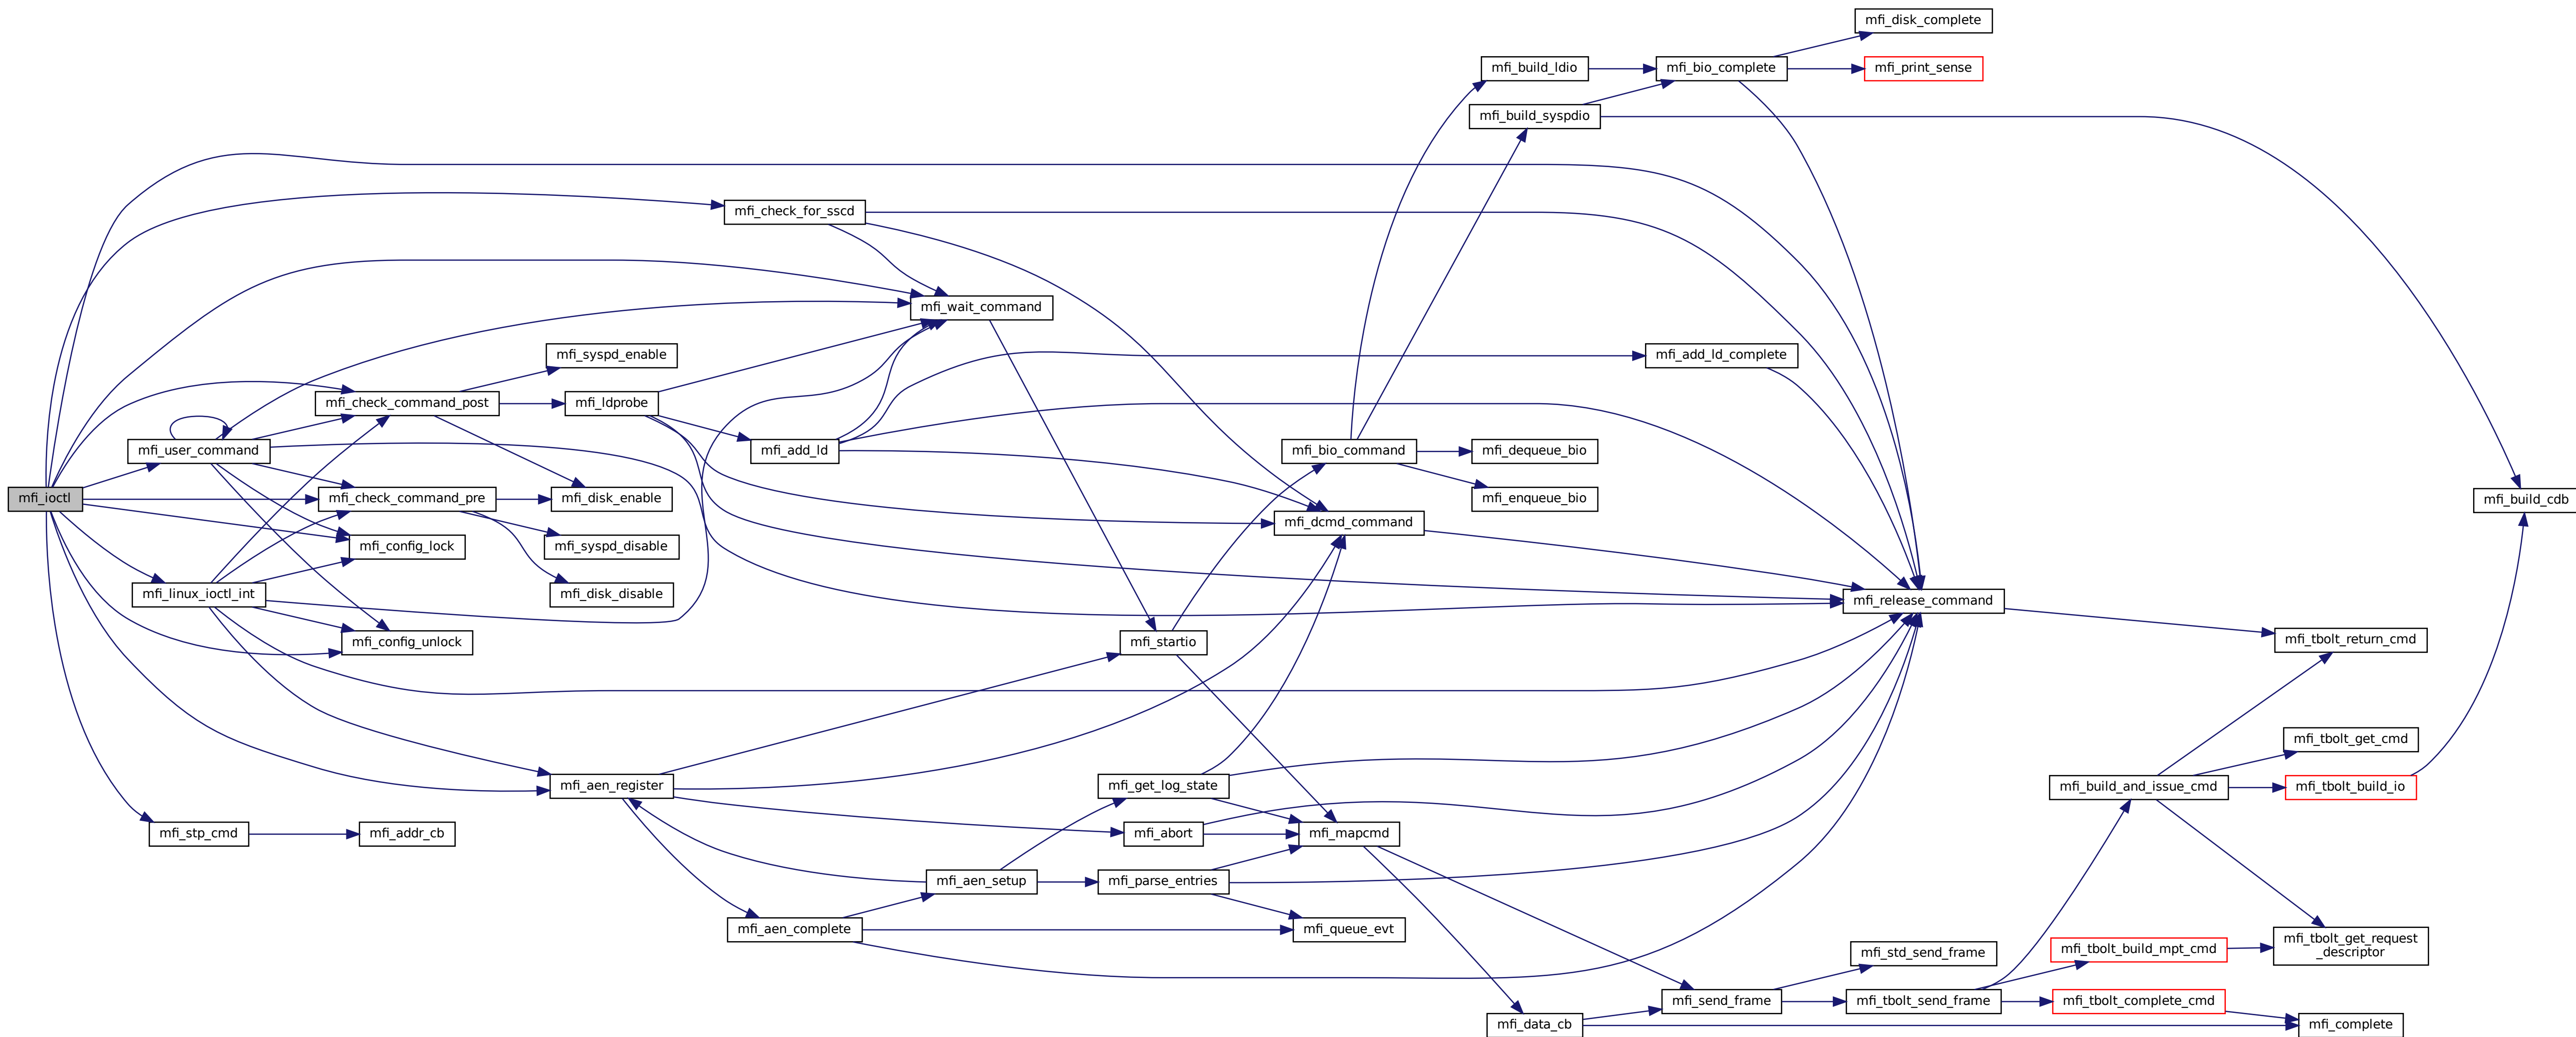 mfi_disk_complete
mfi_build_ldio
mfi_bio_complete
mfi_print_sense
mfi_build_syspdio
mfi_check_for_sscd
mfi_wait_command
mfi_syspd_enable
mfi_add_ld_complete
mfi_check_command_post
mfi_ldprobe
mfi_user_command
mfi_add_ld
mfi_bio_command
mfi_dequeue_bio
mfi_ioctl
mfi_check_command_pre
mfi_disk_enable
mfi_enqueue_bio
mfi_build_cdb
mfi_dcmd_command
mfi_config_lock
mfi_syspd_disable
mfi_linux_ioctl_int
mfi_disk_disable
mfi_release_command
mfi_config_unlock
mfi_startio
mfi_tbolt_return_cmd
mfi_tbolt_get_cmd
mfi_aen_register
mfi_get_log_state
mfi_build_and_issue_cmd
mfi_tbolt_build_io
mfi_stp_cmd
mfi_addr_cb
mfi_abort
mfi_mapcmd
mfi_aen_setup
mfi_parse_entries
mfi_aen_complete
mfi_queue_evt
mfi_tbolt_get_request
_descriptor
mfi_std_send_frame
mfi_tbolt_build_mpt_cmd
mfi_send_frame
mfi_tbolt_send_frame
mfi_tbolt_complete_cmd
mfi_data_cb
mfi_complete